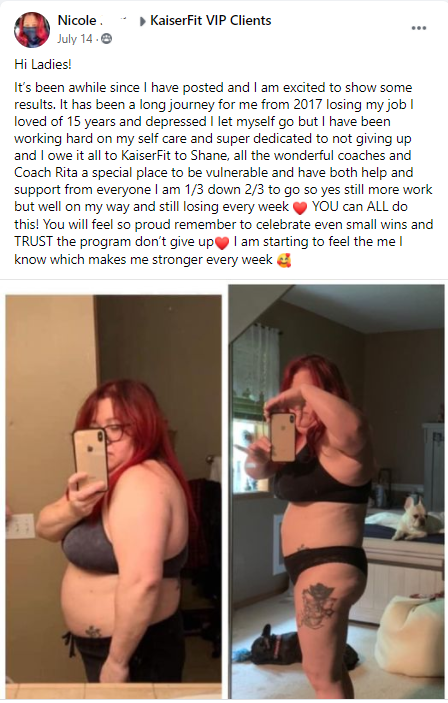 Nicole . ▸ KaiserFit VIP Clients
July 14 ·
Hi Ladies!
It's been awhile since I have posted and I am excited to show some
results. It has been a long journey for me from 2017 losing my job I
loved of 15 years and depressed I let myself go but I have been
working hard on my self care and super dedicated to not giving up
and I owe it all to KaiserFit to Shane, all the wonderful coaches and
Coach Rita a special place to be vulnerable and have both help and
support from everyone I am 1/3 down 2/3 to go so yes still more work
but well on my way and still losing every week ❤️ YOU can ALL do
this! You will feel so proud remember to celebrate even small wins and
TRUST the program don't give up❤️ I am starting to feel the me I
know which makes me stronger every week 🥰